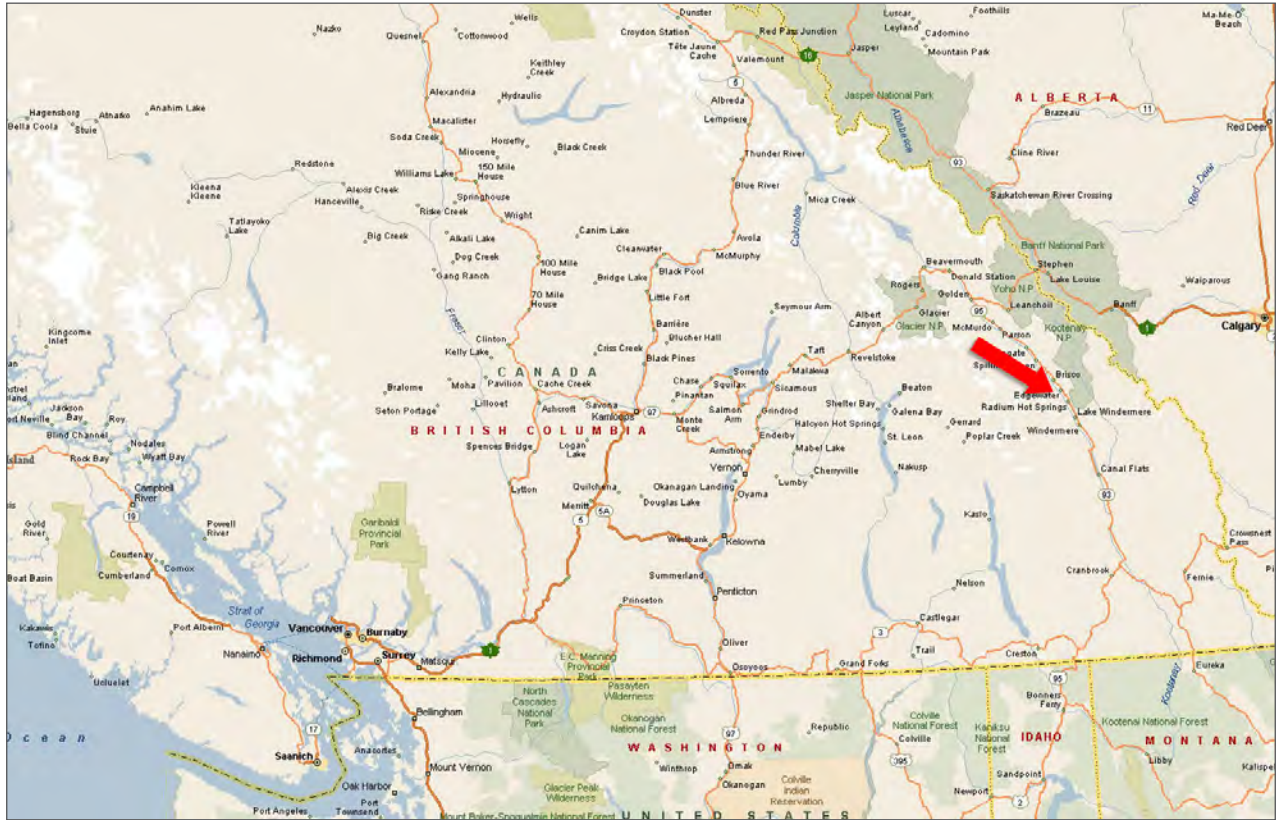 Wells
Dunster
Luscar
Foothills
Nazko
Quesnel
Cottonwood
Croydon Station
Red Pass Junction
Leyland
Cadomino
Ma-Me-O
Beach
Tête Jaune
Cache
16
Jasper
Mountain Park
Keithley
Creek
Valemount
5
Alexandria
Hydraulic
Albreda
Jasper National Park
ALBERTA
11
Hagensborg
Atnarko
Anahim Lake
Lempriere
Athabasca
Brazeau
Bella Coola
Stuie
Macalister
Red Deer
Soda Creek
Horsefly
Black Creek
Miocene
Thunder River
93
Cline River
Redstone
150 Mile
House
Williams Lake
Kleena
Kleene
Alexis Creek
Blue River
Saskatchewan River Crossing
Red Deer
Hanceville
Springhouse
Mica Creek
Riske Creek
Wright
Tatlayoko
Lake
Columbia
Big Creek
Alkali Lake
Canim Lake
Avola
Banff National Park
Clearwater
McMurphy
Dog Creek
Beavermouth
Stephen
Gang Ranch
100 Mile
House
Bridge Lake
Black Pool
Donald Station
Lake Louise
Waiparous
Rogers
Yoho N.P.
Little Fort
Golden
Leanchoil
Banff
70 Mile
House
Seymour Arm
Albert
Canyon
Glacier
95
1
Calgary
Fraser
Barrière
Glacier N.P.
McMurdo
Parson
Kootenay
N.P.
Kingcome
Inlet
Clinton
Blucher Hall
Taft
Kelly Lake
Criss Creek
Black Pines
Revelstoke
CANADA
Sorrento
Malakwa
Brisco
Bralorne
Moha
Pavilion
Cache Creek
Chase
Squilax
Sicamous
Beaton
Edgewater
Pinantan
Seton Portage
Lillooet
Ashcroft
Savona
Kamloops
97
Salmon
Arm
Grindrod
Shelter Bay
Galena Bay
Radium Hot Springs
Lake Windermere
Jackson
Bay
Roy
Port Neville
Monte
Creek
Halcyon Hot Springs
Gerrard
Windermere
Blind Channel
Nodales
BRITISH COLUMBIA
Enderby
St. Leon
Poplar Creek
Rock Bay
Wyatt Bay
Spences Bridge
Logan
Lake
Armstrong
Mabel Lake
Vernon
Cherryville
Nakusp
Canal Flats
Campbell
River
Lytton
Quilchena
Okanagan Landing
Lumby
Merritt
Douglas Lake
Oyama
93
5
5A
Gold
River
19
Powell
River
Garibaldi
Provincial
Park
Kaslo
Westbank
Kelowna
Crowsnest
Pass
Courtenay
Comox
Boat Basin
Cumberland
Summerland
Cranbrook
Fernie
Nelson
Penticton
Strait of
Georgia
Princeton
Castlegar
Kakawis
Tofino
Port Alberni
Vancouver
Burnaby
3
Nanaimo
Richmond
Surrey
Matsqui
1
E.C. Manning
Provincial
Park
Oliver
Trail
Creston
Osoyoos
Grand Forks
Ucluelet
Eureka
North
Cascades
National
Park
Pasayten
Wilderness
95
Kootenay
Bonners
Ferry
Bellingham
Okanogan
National Forest
Republic
Colville
National Forest
Kaniksu
National
Forest
Kootenai National Forest
Ocean
17
Colville
IDAHO
MONTANA
Saanich
Anacortes
97
WASHINGTON
395
Libby
Kalispel
Mount Vernon
Winthrop
Omak
Sandpoint
Oak Harbor
Glacier Peak
Wilderness
Okanogan
Colville
Indian
Reservation
Newport
2
Port Angeles
Port
Townsend
Mount Baker-Snoqualmie National Forest
UNITED STATES